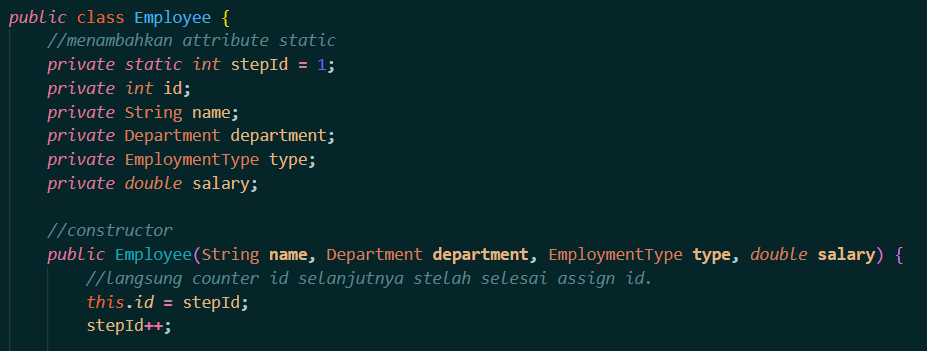 public class Employee {
//menambahkan attribute static
private static int stepId = 1;
private int id;
private String name;
private Department department;
private EmploymentType type;
private double salary;
//constructor
public Employee(String name, Department department, EmploymentType type, double salary) {
//langsung counter id selanjutnya stelah selesai assign id.
this.id = stepId;
stepId++;